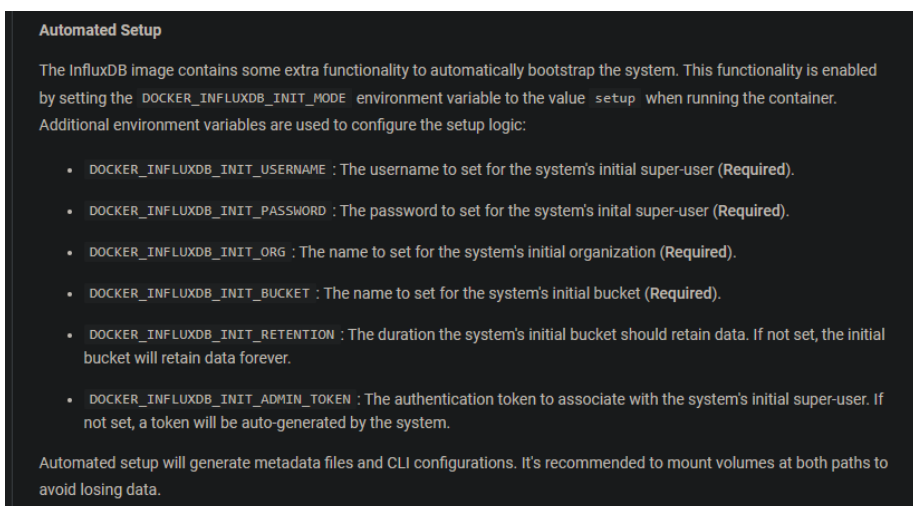 Automated Setup
The InfluxDB image contains some extra functionality to automatically bootstrap the system. This functionality is enabled
by setting the DOCKER_INFLUXDB_INIT_MODE environment variable to the value setup when running the container.
Additional environment variables are used to configure the setup logic:
• DOCKER_INFLUXDB_INIT_USERNAME : The username to set for the system's initial super-user (Required).
• DOCKER_INFLUXDB_INIT_PASSWORD : The password to set for the system's inital super-user (Required).
• DOCKER_INFLUXDB_INIT_ORG : The name to set for the system's initial organization (Required).
• DOCKER_INFLUXDB_INIT_BUCKET : The name to set for the system's initial bucket (Required).
• DOCKER_INFLUXDB_INIT_RETENTION : The duration the system's initial bucket should retain data. If not set, the initial
bucket will retain data forever.
• DOCKER_INFLUXDB_INIT_ADMIN_TOKEN : The authentication token to associate with the system's initial super-user. If
not set, a token will be auto-generated by the system.
Automated setup will generate metadata files and CLI configurations. It's recommended to mount volumes at both paths to
avoid losing data.